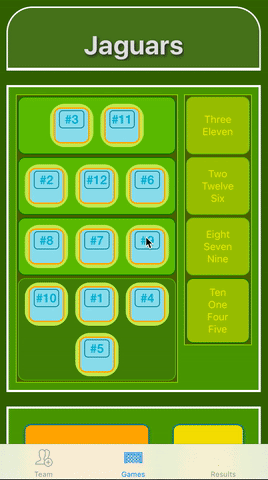 Jaguars
#3 #11
Three
Eleven
#2 #12 #6
Two
Twelve
Six
#8 #7
Eight
Seven
Nine
#10 #1 #4
#5
Ten
One
Four
Five
Team
Games
Results